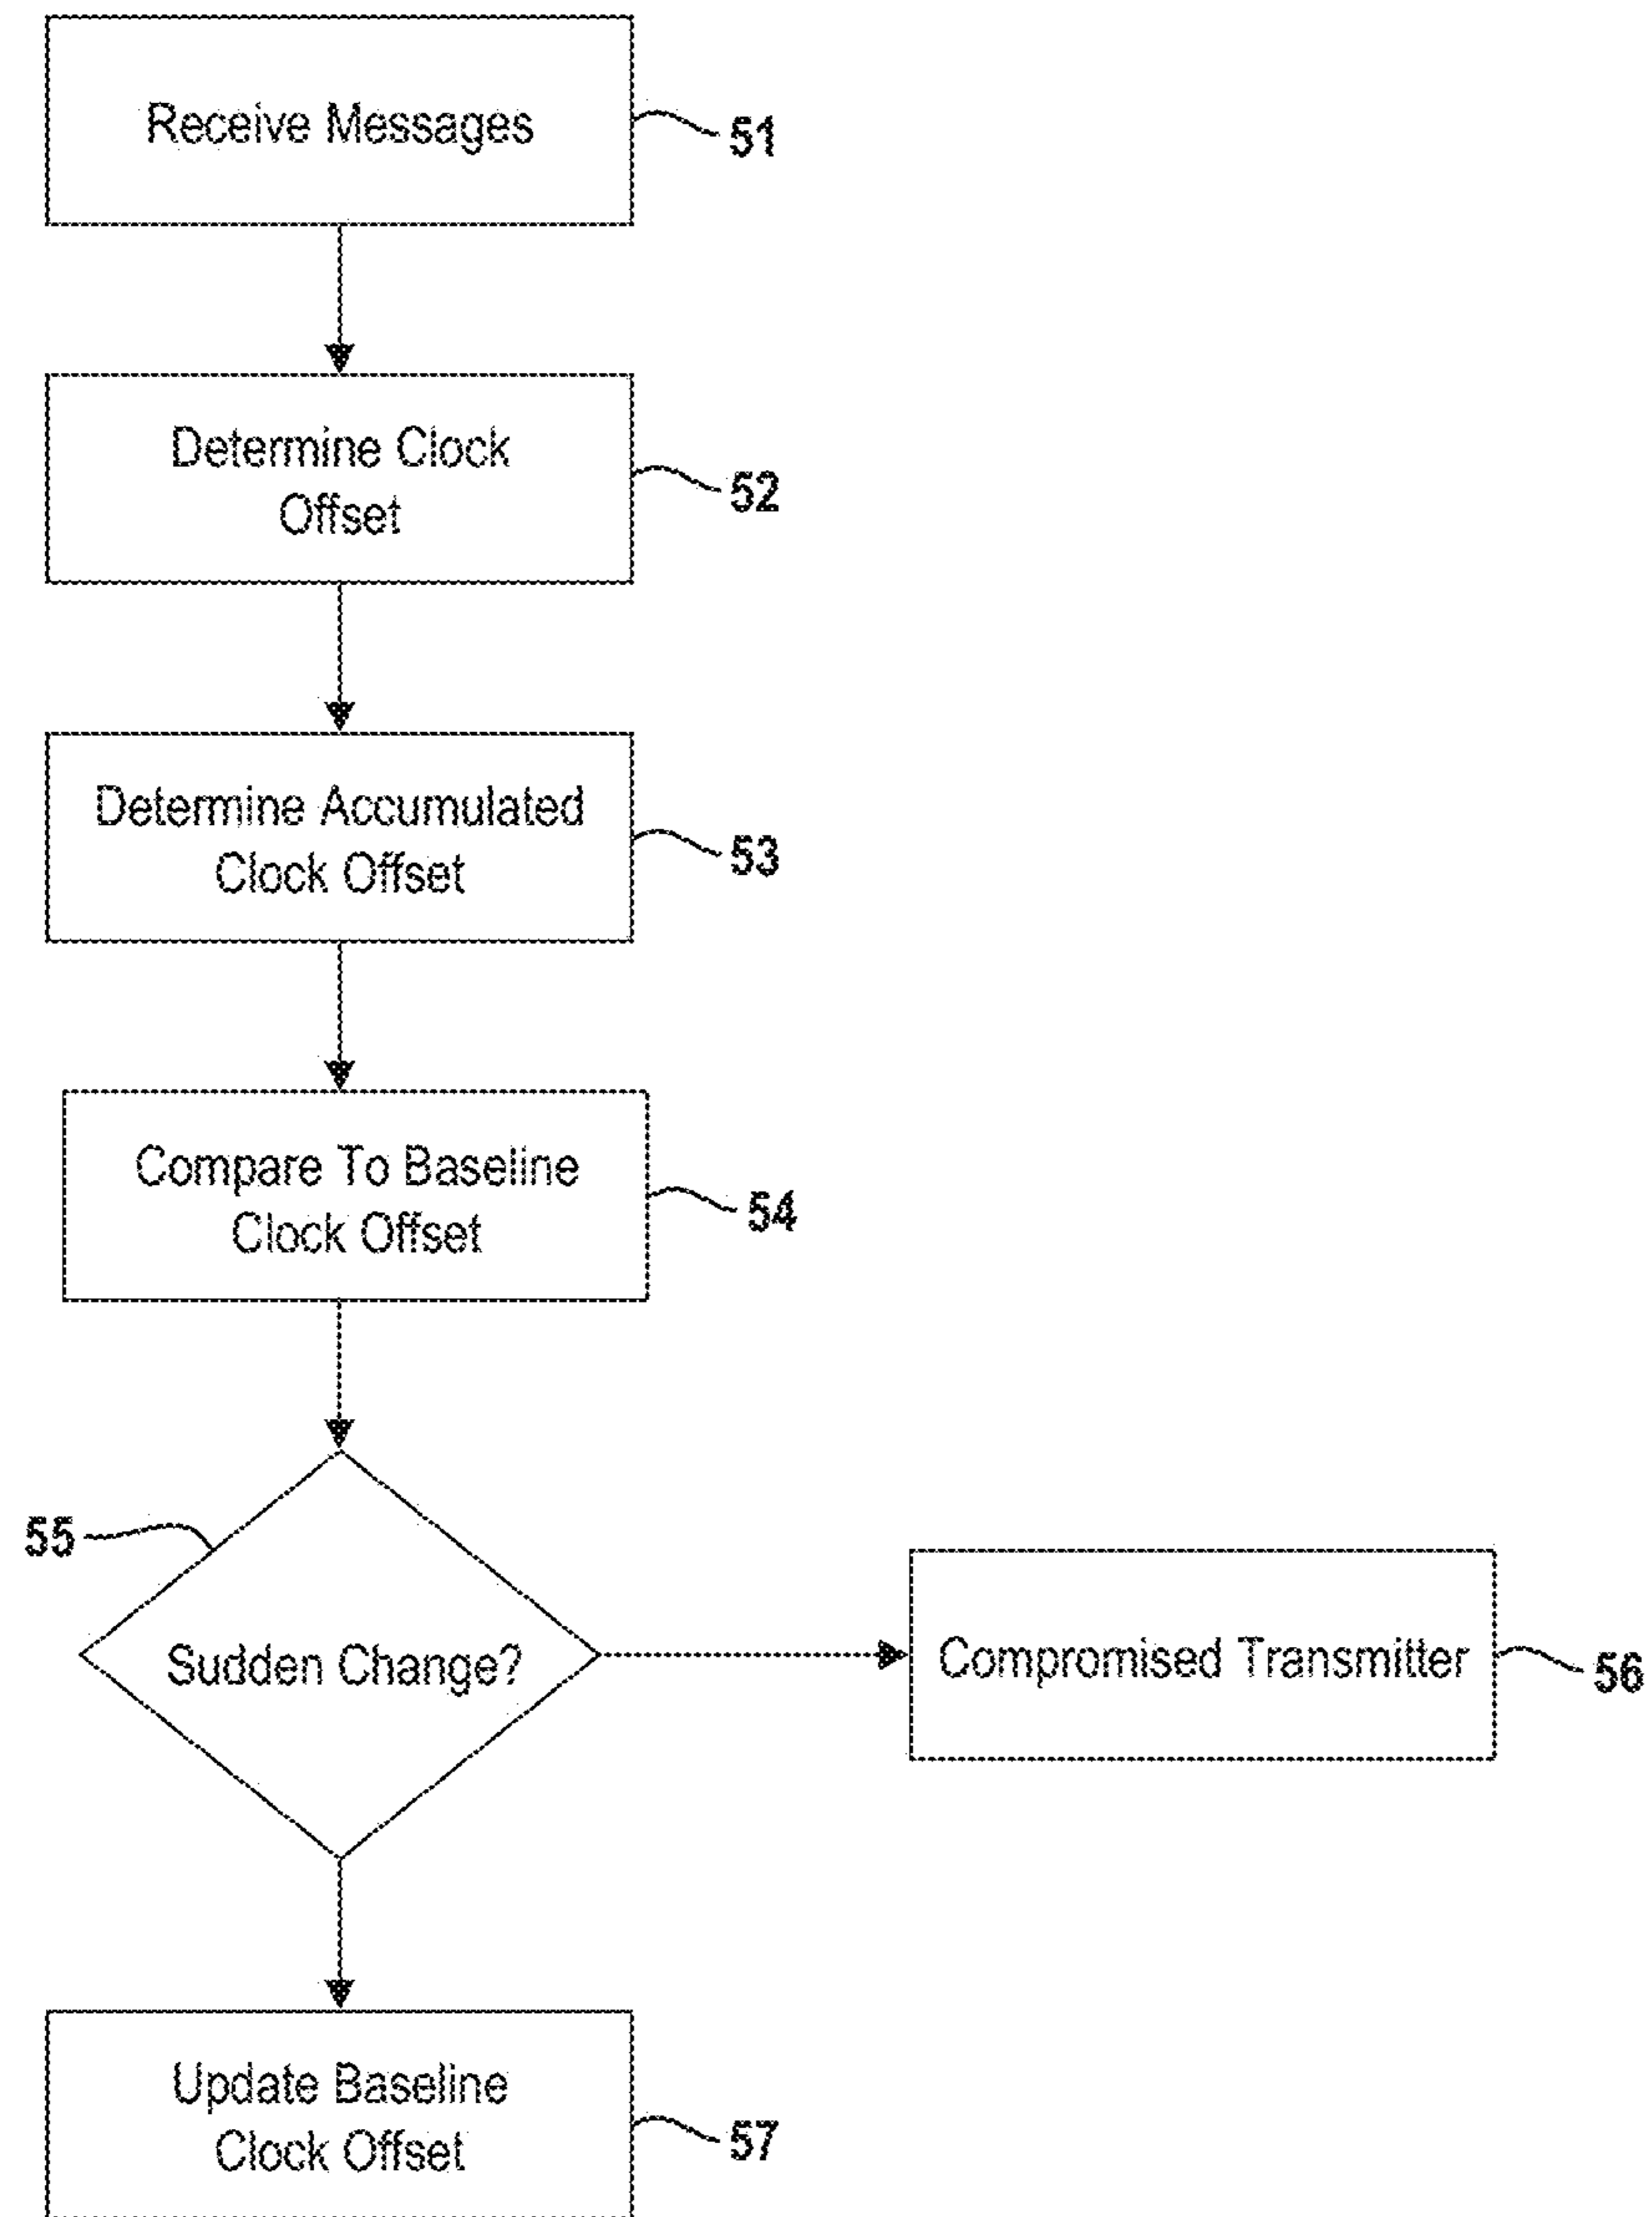 Receive Messages
51
Determine Clock
Offset
52
Determine Accumulated
Clock Offset
53
Compare To Baseline
Clock Offset
54
55
Sudden Change?
Compromised Transmitter
56
Update Baseline
Clock Offset
57